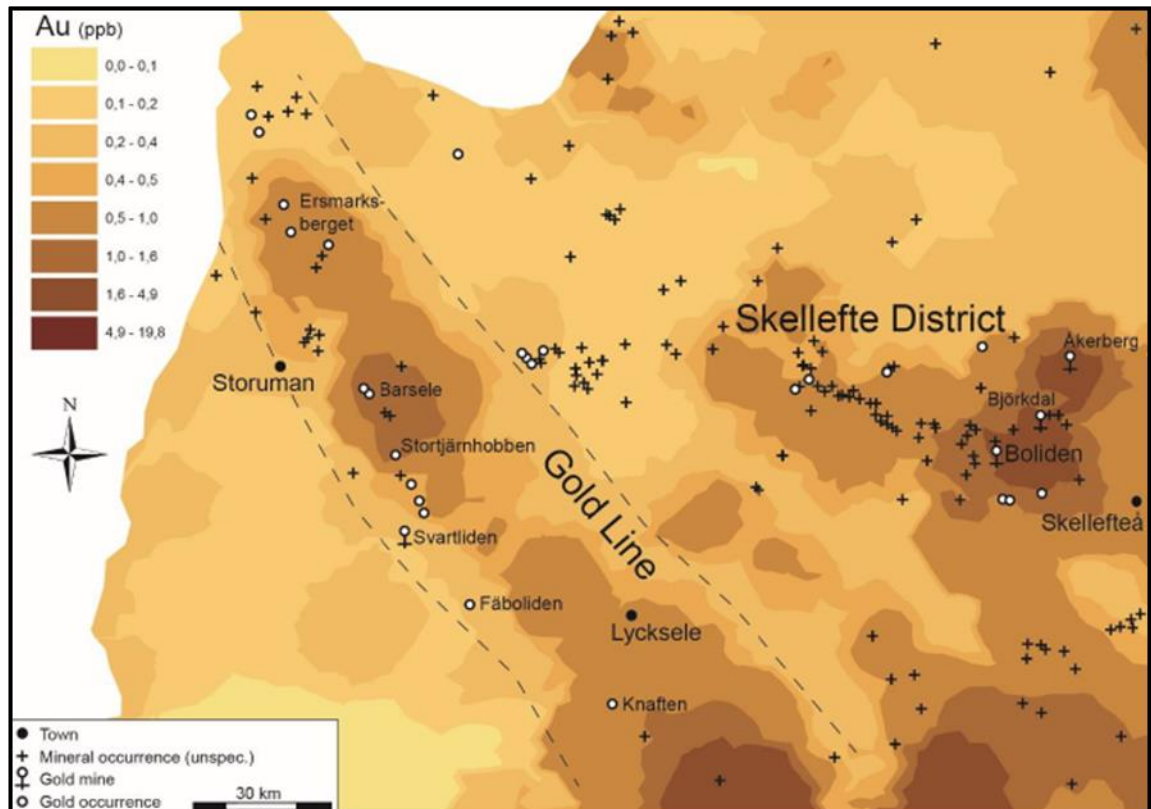 Au (ppb)
0,0 - 0,1
0,1 - 0,2
0,2 - 0,4
0,4 - 0,5
0,5 - 1,0
1,0 - 1,6
1,6 - 4,9
4,9 - 19,8
Ersmarks-
berget
Skellefte District
Åkerberg
Storuman
Barsele
Björkdal
N
Stortjärnhobben
Boliden
Gold Line
Skellefteå
Svartliden
Fäboliden
Lycksele
Knaften
Town
Mineral occurrence (unspec.)
Gold mine
Gold occurrence
30 km